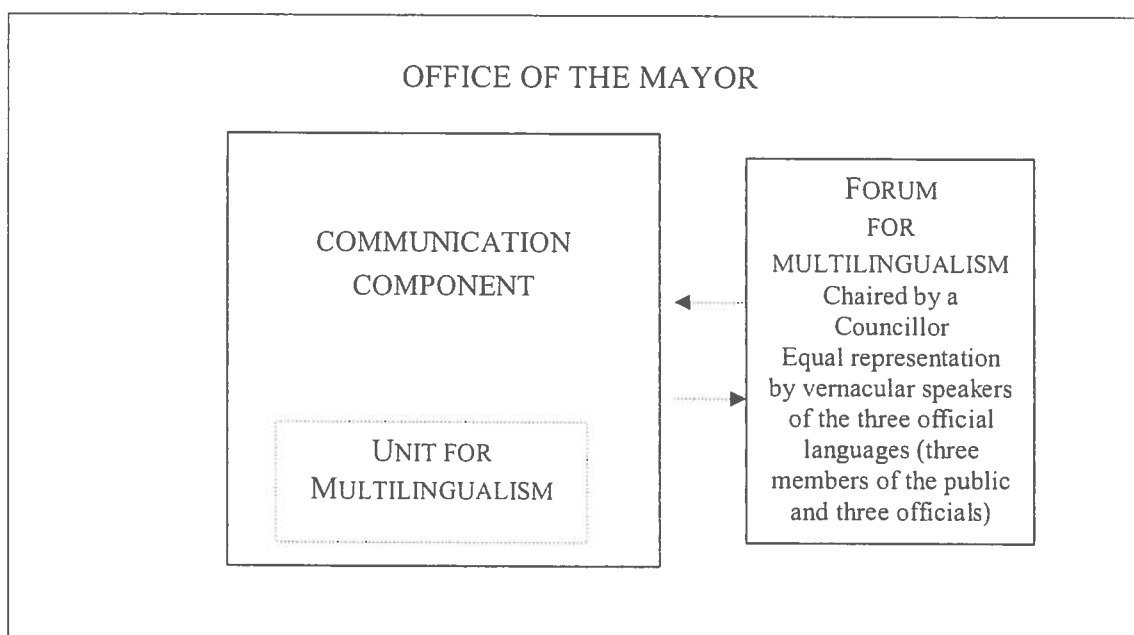 OFFICE OF THE MAYOR
COMMUNICATION
COMPONENT
UNIT FOR
MULTILINGUALISM
FORUM
FOR
MULTILINGUALISM
Chaired by a
Councillor
Equal representation
by vernacular speakers
of the three official
languages (three
members of the public
and three officials)